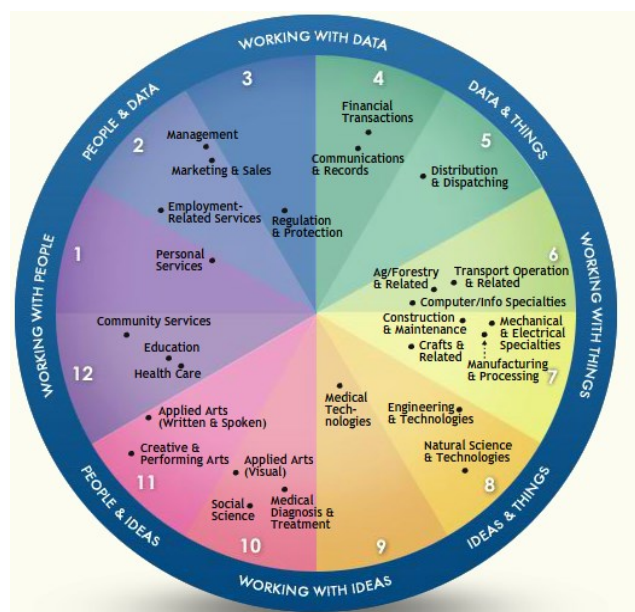 WORKING WITH DATA
PEOPLE & DATA
DATA & THINGS
3
4
2
5
Financial
Transactions
Management
Marketing & Sales
Communications
& Records
Distribution
& Dispatching
Employment-
Related Services
Regulation
& Protection
1
6
Personal
Services
Ag/Forestry
& Related
Transport Operation
& Related
Computer/Info Specialties
WORKING WITH PEOPLE
WORKING WITH THINGS
Community Services
Construction
& Maintenance
Mechanical
& Electrical
Specialties
Education
Crafts &
Related
Health Care
Manufacturing
& Processing
12
7
Medical
Tech-
nologies
Applied Arts
(Written & Spoken)
Engineering
& Technologies
Creative &
Performing Arts
Applied Arts
(Visual)
Natural Science
& Technologies
11
8
Social
Science
Medical
Diagnosis &
Treatment
10
9
PEOPLE & IDEAS
IDEAS & THINGS
WORKING WITH IDEAS